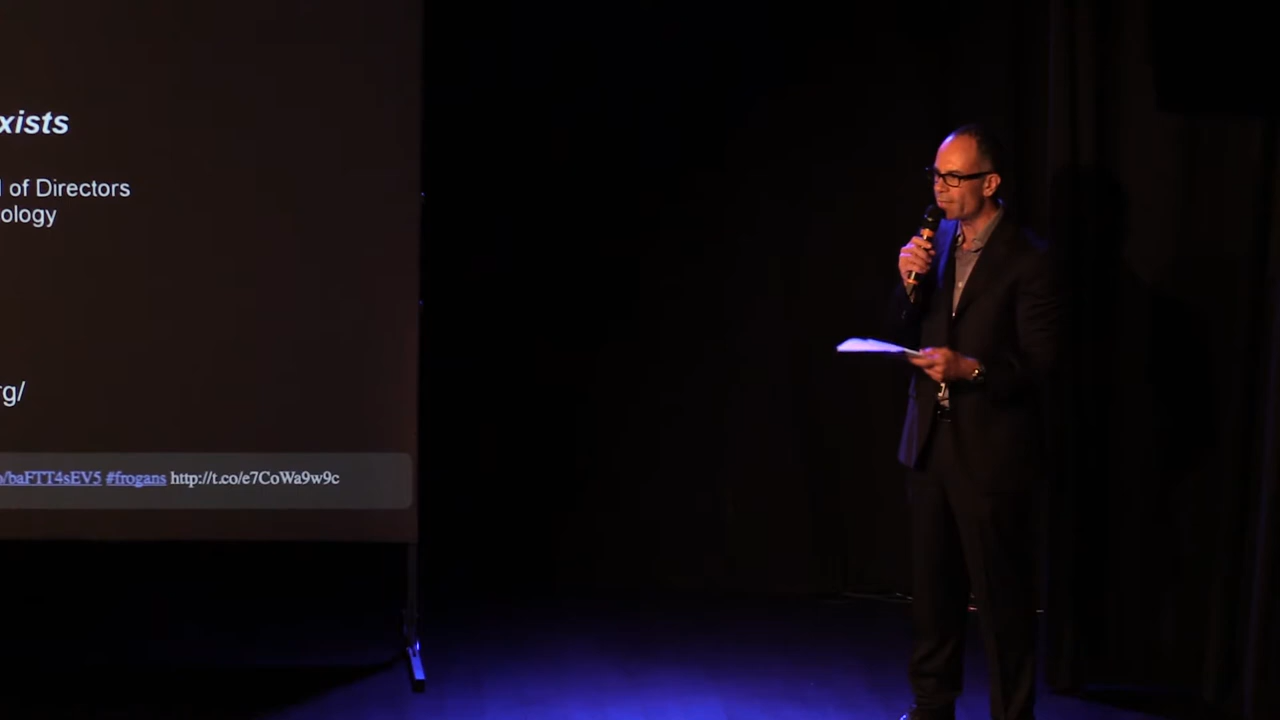 xists
of Directors
ology
rg/
o/baFTT4sEV5 #frogans http://t.co/e7CoWa9w9c